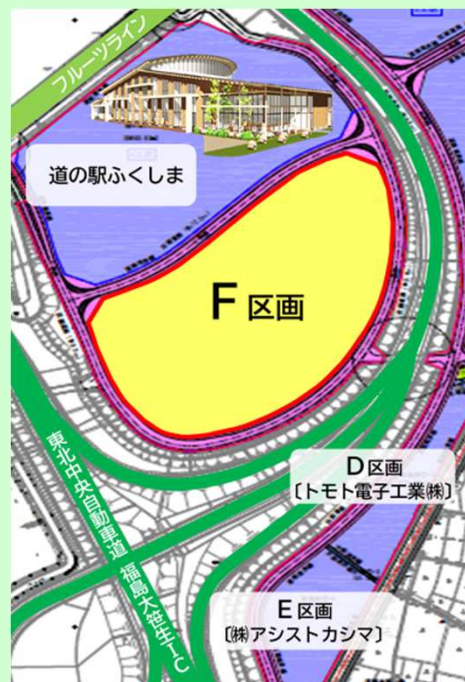 フルーツライン
道の駅ふくしま
F 区画
D区画
〔トモト電子工業㈱〕
東北中央自動車道 福島大笹生IC
E区画
〔㈱アシストカシマ〕